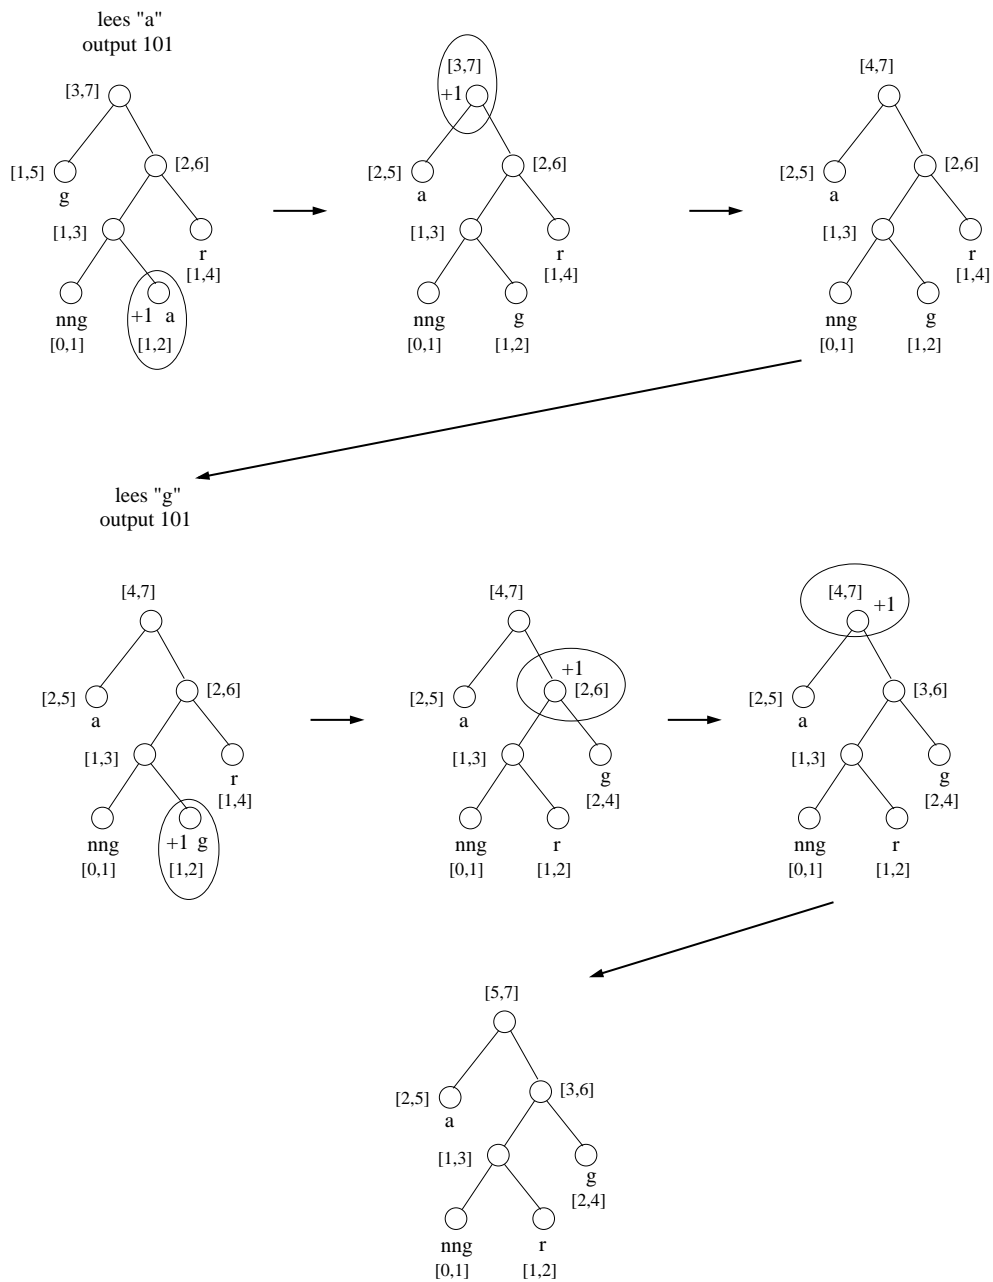 lees "a"
output 101
[3,7]
[1,5]
g
[2,6]
[1,3]
r
[1,4]
nng
[0,1]
+1 a
[1,2]
[3,7]
+1
[2,5]
a
[2,6]
[1,3]
r
[1,4]
nng
[0,1]
g
[1,2]
[4,7]
[2,5]
a
[2,6]
[1,3]
r
[1,4]
nng
[0,1]
g
[1,2]
lees "g"
output 101
[4,7]
[2,5]
a
[2,6]
[1,3]
r
[1,4]
nng
[0,1]
+1 g
[1,2]
[4,7]
+1
[2,5]
a
[2,6]
[1,3]
g
[2,4]
nng
[0,1]
r
[1,2]
[4,7]
+1
[2,5]
a
[3,6]
[1,3]
g
[2,4]
nng
[0,1]
r
[1,2]
[5,7]
[2,5]
a
[3,6]
[1,3]
g
[2,4]
nng
[0,1]
r
[1,2]